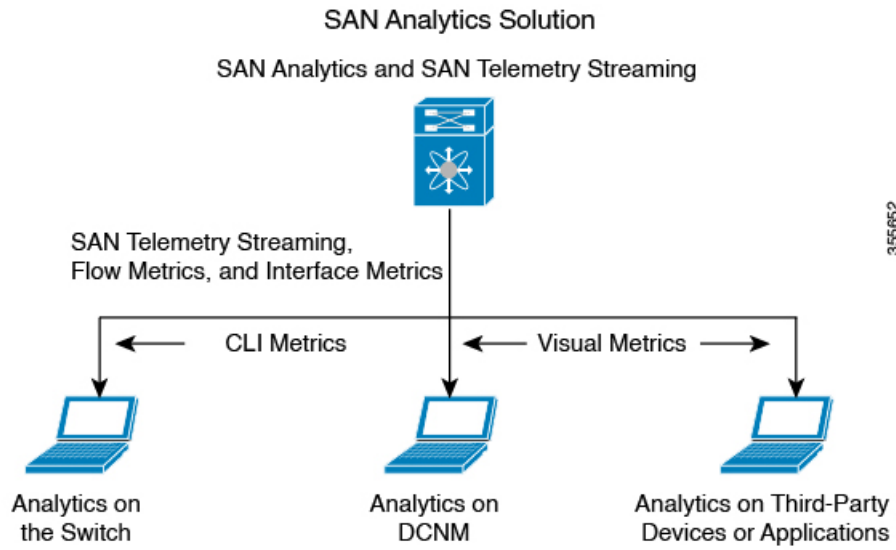 SAN Analytics Solution
SAN Analytics and SAN Telemetry Streaming
355652
SAN Telemetry Streaming,
Flow Metrics, and Interface Metrics
CLI Metrics
Visual Metrics
Analytics on
the Switch
Analytics on
DCNM
Analytics on Third-Party
Devices or Applications